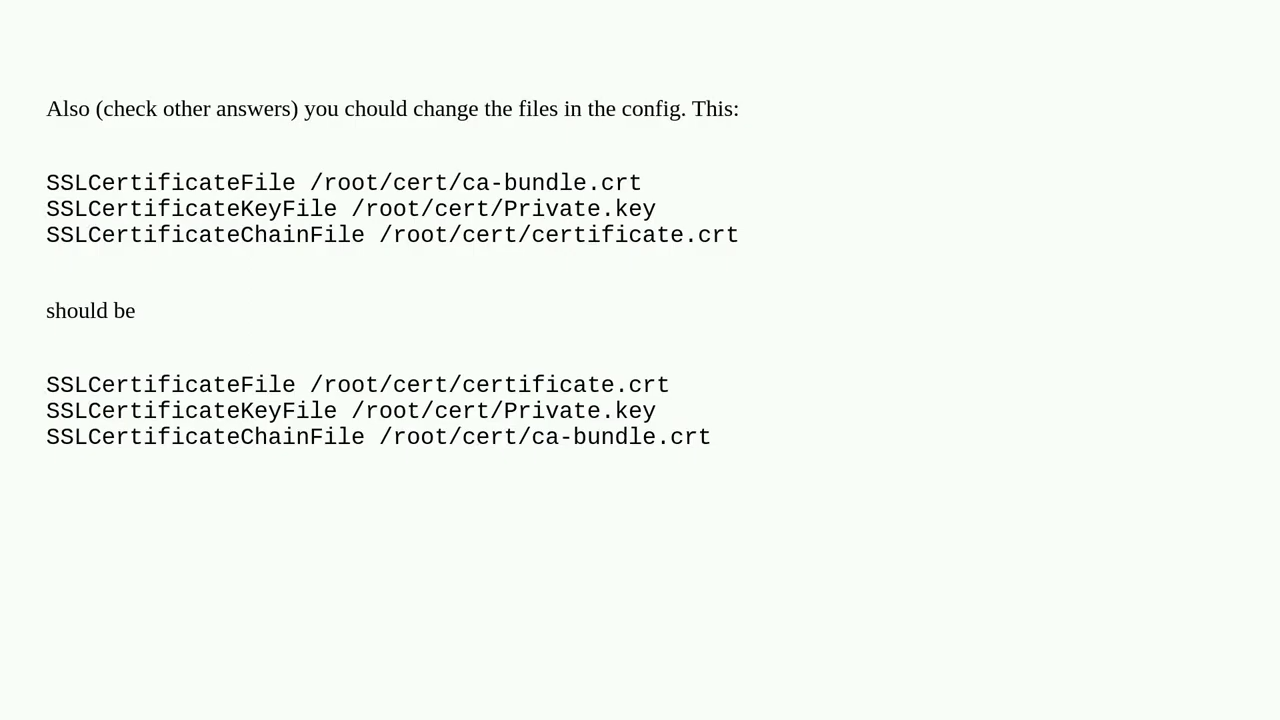 Also (check other answers) you chould change the files in the config. This:
SSLCertificateFile /root/cert/ca-bundle.crt
SSLCertificateKeyFile /root/cert/Private.key
SSLCertificateChainFile /root/cert/certificate.crt
should be
SSLCertificateFile /root/cert/certificate.crt
SSLCertificateKeyFile /root/cert/Private.key
SSLCertificateChainFile /root/cert/ca-bundle.crt